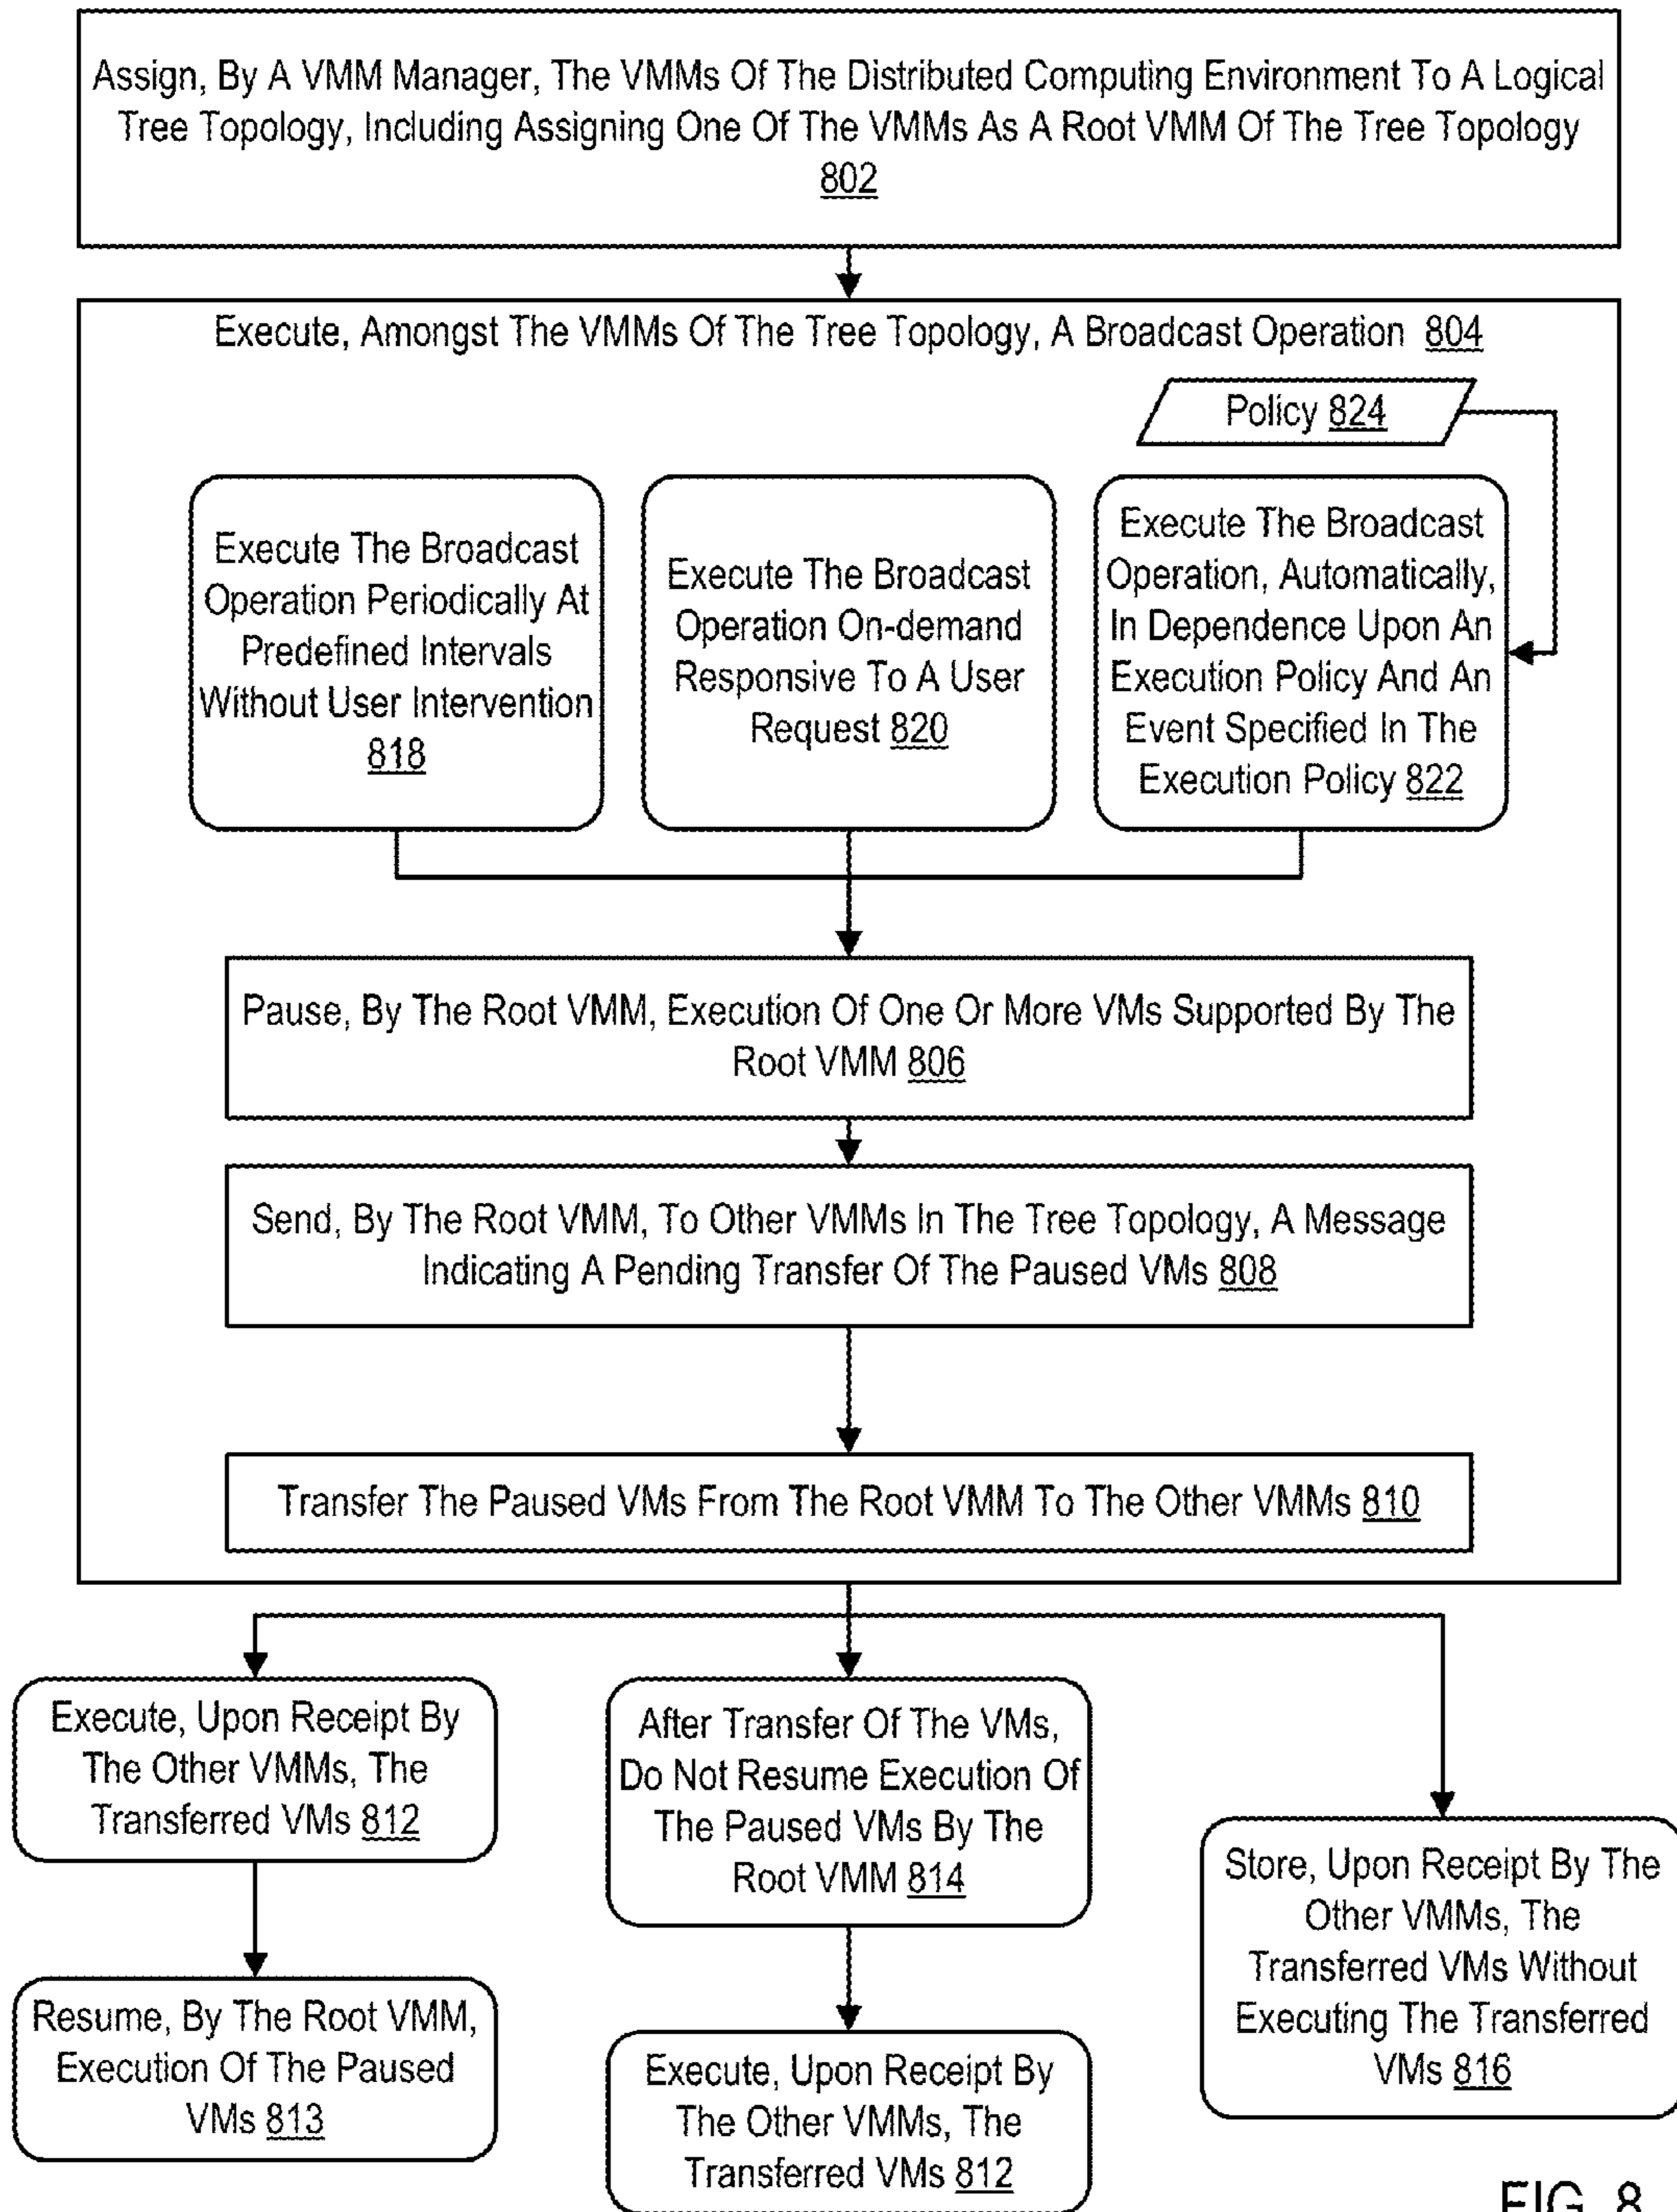 Assign, By A VMM Manager, The VMMs Of The Distributed Computing Environment To A Logical
Tree Topology, Including Assigning One Of The VMMs As A Root VMM Of The Tree Topology
802
Execute, Amongst The VMMs Of The Tree Topology, A Broadcast Operation 804
Policy 824
Execute The Broadcast
Operation Periodically At
Predefined Intervals
Without User Intervention
818
Execute The Broadcast
Operation On-demand
Responsive To A User
Request 820
Execute The Broadcast
Operation, Automatically,
In Dependence Upon An
Execution Policy And An
Event Specified In The
Execution Policy 822
Pause, By The Root VMM, Execution Of One Or More VMs Supported By The
Root VMM 806
Send, By The Root VMM, To Other VMMs In The Tree Topology, A Message
Indicating A Pending Transfer Of The Paused VMs 808
Transfer The Paused VMs From The Root VMM To The Other VMMs 810
Execute, Upon Receipt By
The Other VMMs, The
Transferred VMs 812
Resume, By The Root VMM,
Execution Of The Paused
VMs 813
After Transfer Of The VMs,
Do Not Resume Execution Of
The Paused VMs By The
Root VMM 814
Execute, Upon Receipt By
The Other VMMs, The
Transferred VMs 812
Store, Upon Receipt By The
Other VMMs, The
Transferred VMs Without
Executing The Transferred
VMs 816
FIG. 8